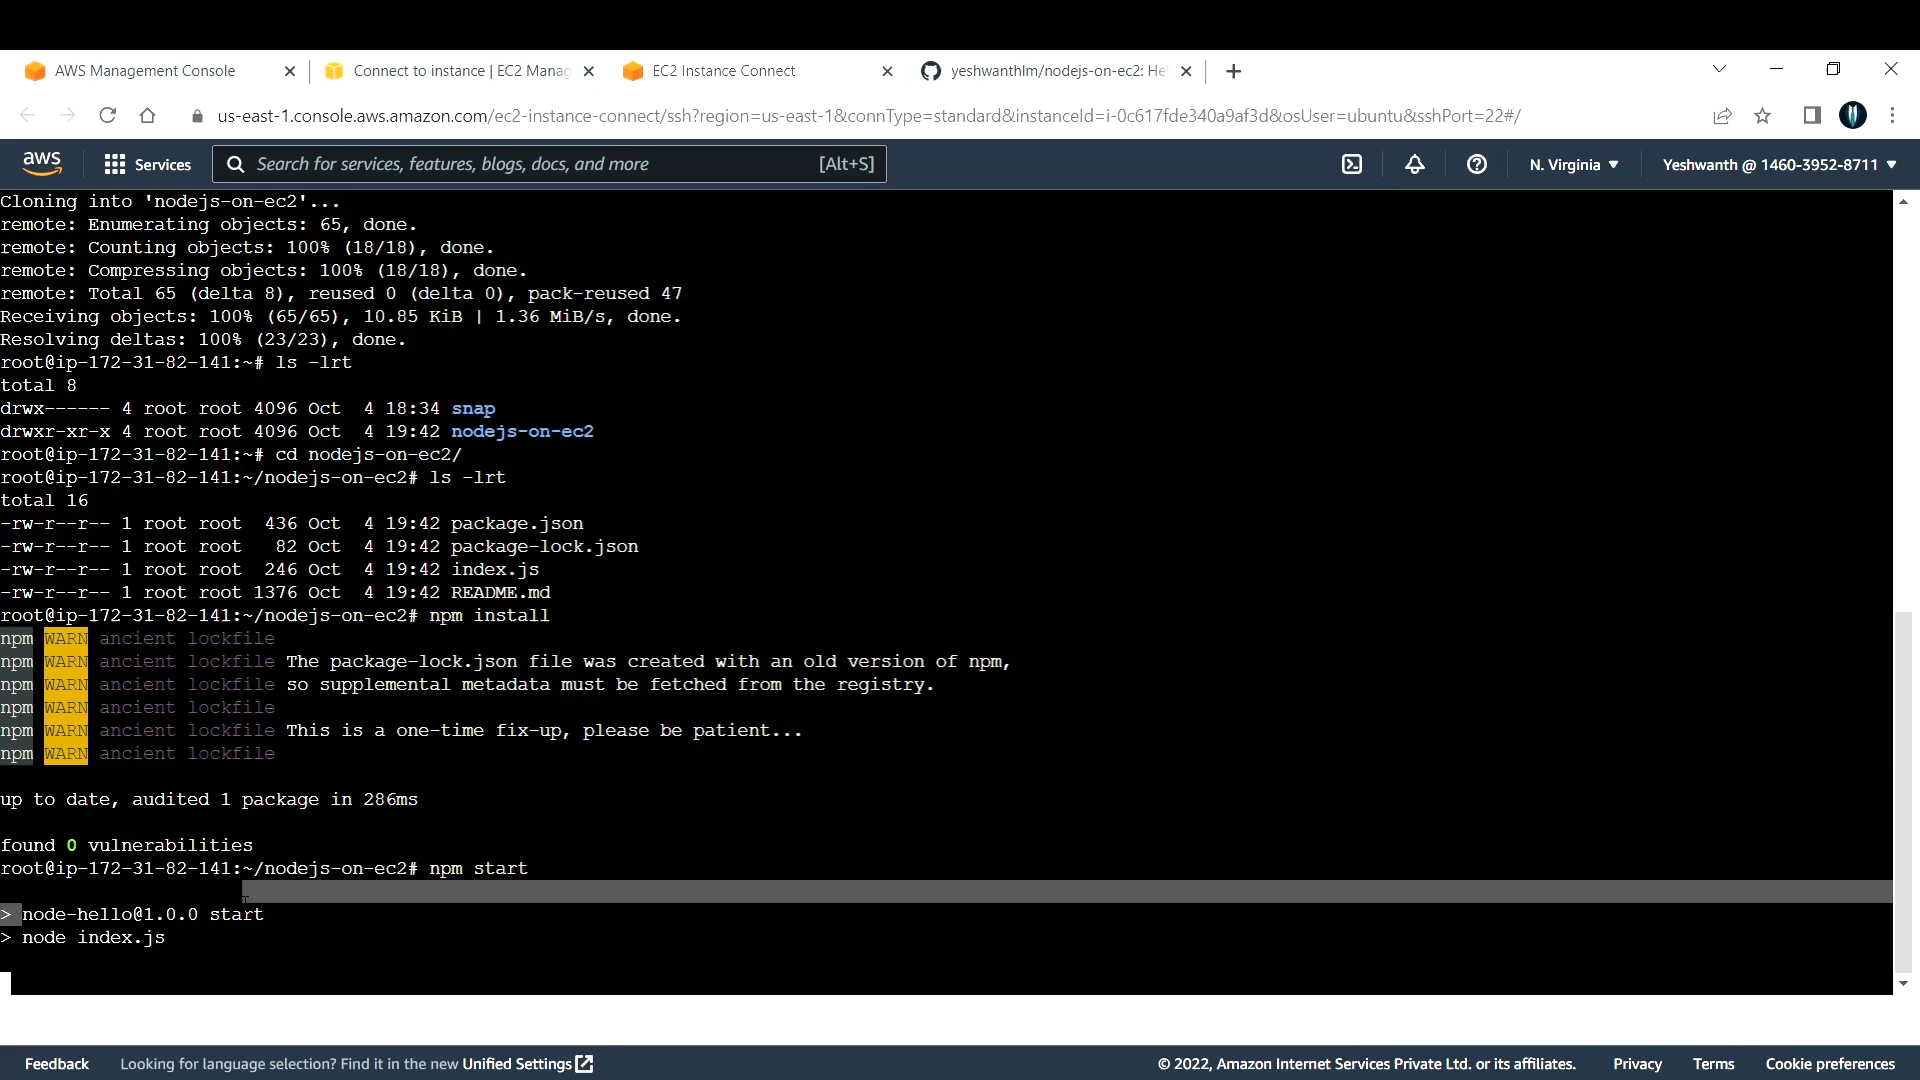 AWS Management Console
Connect to instance | EC2 Manag
EC2 Instance Connect
yeshwanthlm/nodejs-on-ec2: He
us-east-1.console.aws.amazon.com/ec2-instance-connect/ssh?region=us-east-1&connType=standard&instanceId=i-0c617fde340a9af3d&osUser=ubuntu&sshPort=22#/
aws Services Search for services, features, blogs, docs, and more [Alt+S] N. Virginia Yeshwanth @ 1460-3952-8711
Cloning into 'nodejs-on-ec2'...
remote: Enumerating objects: 65, done.
remote: Counting objects: 100% (18/18), done.
remote: Compressing objects: 100% (18/18), done.
remote: Total 65 (delta 8), reused 0 (delta 0), pack-reused 47
Receiving objects: 100% (65/65), 10.85 KiB | 1.36 MiB/s, done.
Resolving deltas: 100% (23/23), done.
root@ip-172-31-82-141:~# ls -lrt
total 8
drwx------ 4 root root 4096 Oct  4 18:34 snap
drwxr-xr-x 4 root root 4096 Oct  4 19:42 nodejs-on-ec2
root@ip-172-31-82-141:~# cd nodejs-on-ec2/
root@ip-172-31-82-141:~/nodejs-on-ec2# ls -lrt
total 16
-rw-r--r-- 1 root root  436 Oct  4 19:42 package.json
-rw-r--r-- 1 root root   82 Oct  4 19:42 package-lock.json
-rw-r--r-- 1 root root  246 Oct  4 19:42 index.js
-rw-r--r-- 1 root root 1376 Oct  4 19:42 README.md
root@ip-172-31-82-141:~/nodejs-on-ec2# npm install
npm WARN ancient lockfile
npm WARN ancient lockfile The package-lock.json file was created with an old version of npm,
npm WARN ancient lockfile so supplemental metadata must be fetched from the registry.
npm WARN ancient lockfile
npm WARN ancient lockfile This is a one-time fix-up, please be patient...
npm WARN ancient lockfile
up to date, audited 1 package in 286ms
found 0 vulnerabilities
root@ip-172-31-82-141:~/nodejs-on-ec2# npm start
> node-hello@1.0.0 start
> node index.js
Feedback Looking for language selection? Find it in the new Unified Settings © 2022, Amazon Internet Services Private Ltd. or its affiliates. Privacy Terms Cookie preferences